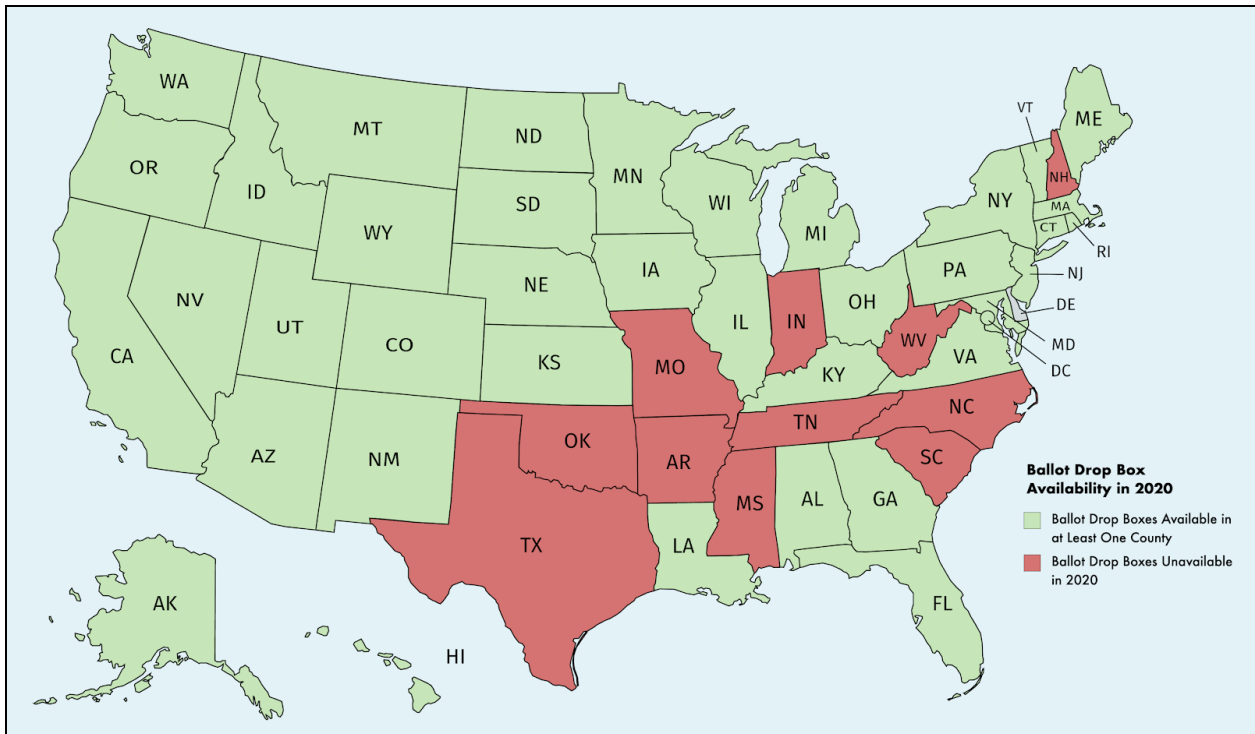 WA
MT
ND
MN
OR
ID
SD
WI
MI
NY
VT
NH
ME
MA
CT
RI
WY
NE
IA
PA
NJ
NV
UT
CO
KS
IL
IN
OH
DE
MD
DC
CA
MO
KY
WV
VA
AZ
NM
OK
AR
TN
NC
SC
TX
LA
MS
AL
GA
FL
AK
HI
Ballot Drop Box
Availability in 2020
Ballot Drop Boxes Available in
at Least One County
Ballot Drop Boxes Unavailable
in 2020